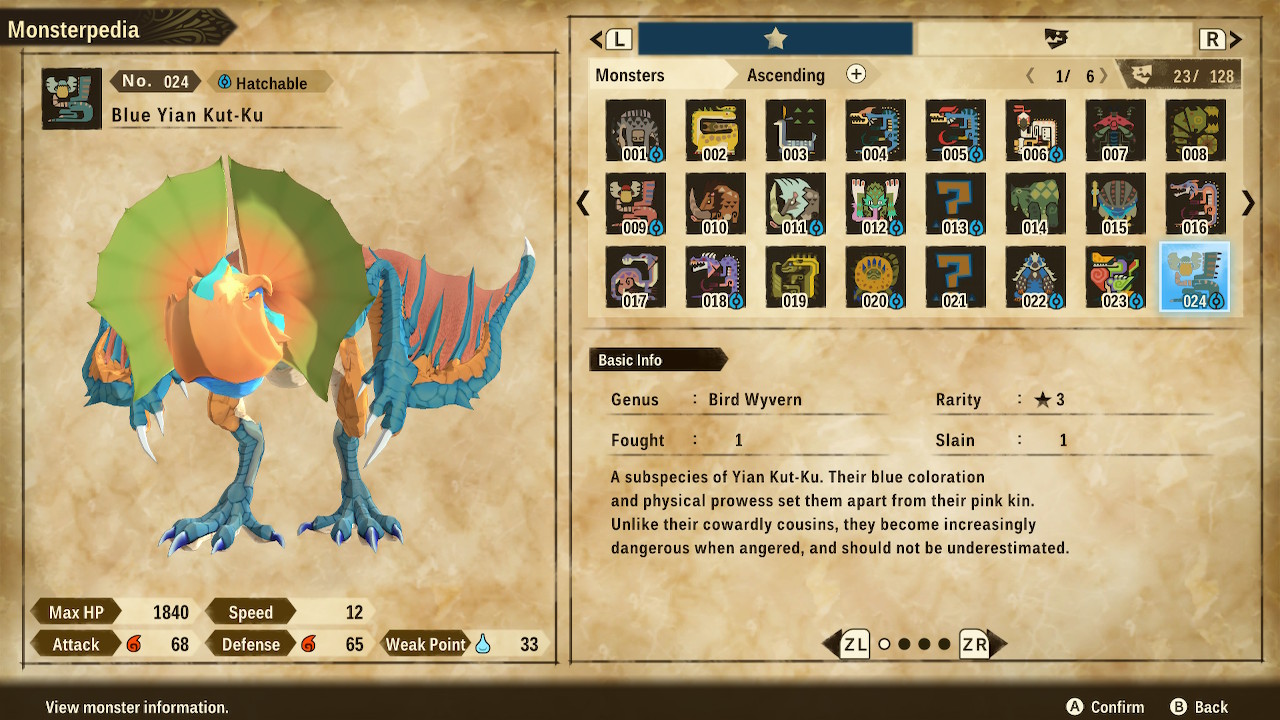 Monsterpedia
No. 024
Hatchable
Blue Yian Kut-Ku
Max HP 1840
Speed 12
Attack 68
Defense 65
Weak Point 33
L
R
Monsters
Ascending
1/ 6
23/ 128
001 002 003 004 005 006 007 008
009 010 011 012 013 014 015 016
017 018 019 020 021 022 023 024
Basic Info
Genus : Bird Wyvern
Rarity : ★ 3
Fought : 1
Slain : 1
A subspecies of Yian Kut-Ku. Their blue coloration
and physical prowess set them apart from their pink kin.
Unlike their cowardly cousins, they become increasingly
dangerous when angered, and should not be underestimated.
ZL ZR
View monster information.
A Confirm
B Back